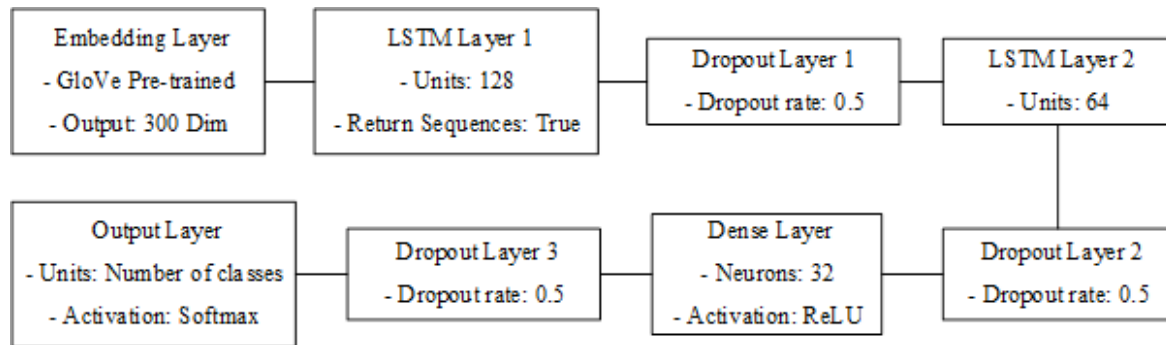 Embedding Layer
- GloVe Pre-trained
- Output: 300 Dim
LSTM Layer 1
- Units: 128
- Return Sequences: True
Dropout Layer 1
- Dropout rate: 0.5
LSTM Layer 2
- Units: 64
Dropout Layer 2
- Dropout rate: 0.5
Dense Layer
- Neurons: 32
- Activation: ReLU
Dropout Layer 3
- Dropout rate: 0.5
Output Layer
- Units: Number of classes
- Activation: Softmax